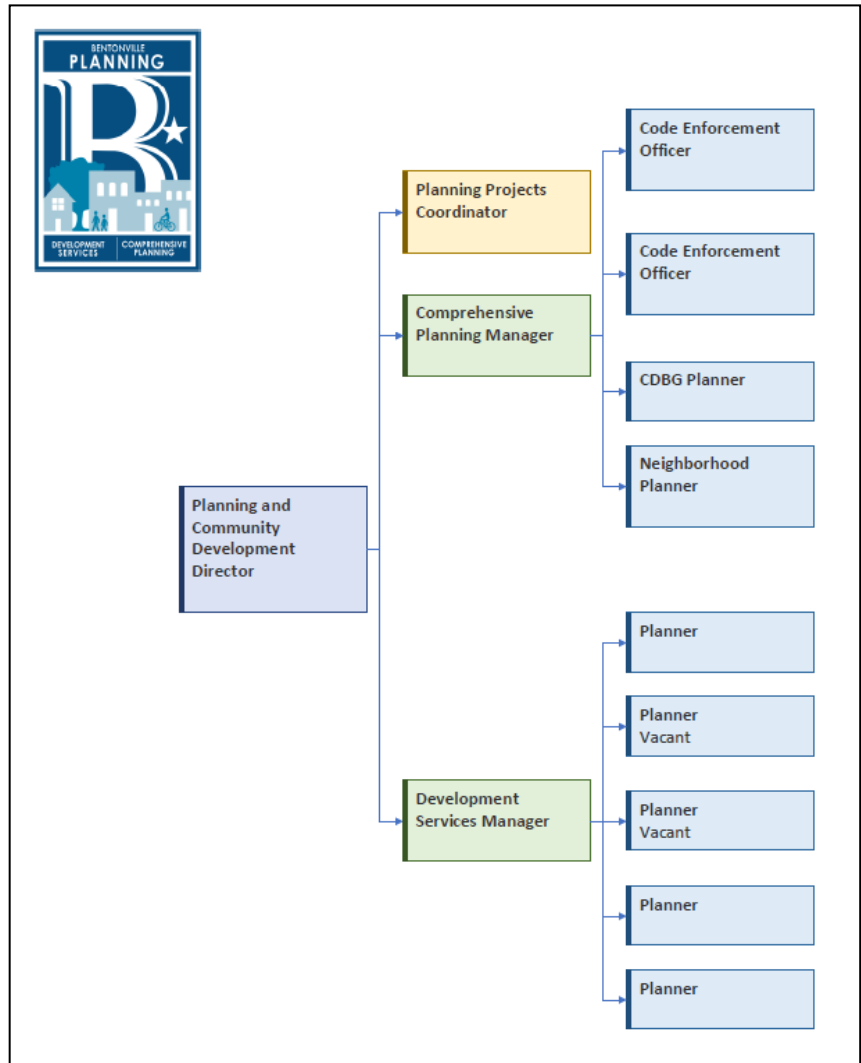 BENTONVILLE
PLANNING
B
DEVELOPMENT
SERVICES
COMPREHENSIVE
PLANNING
Planning and
Community
Development
Director
Planning Projects
Coordinator
Comprehensive
Planning Manager
Code Enforcement
Officer
Code Enforcement
Officer
CDBG Planner
Neighborhood
Planner
Development
Services Manager
Planner
Planner
Vacant
Planner
Vacant
Planner
Planner